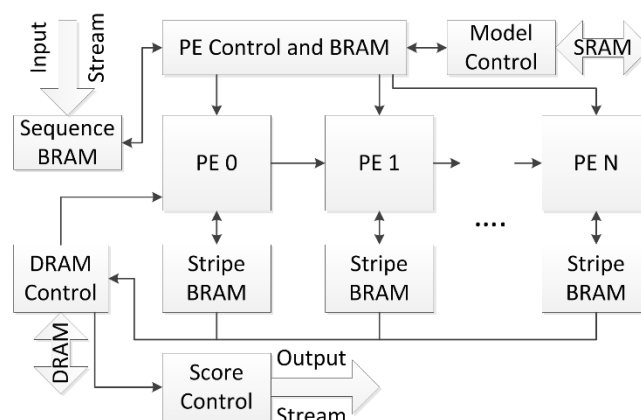 Input
Stream
PE Control and BRAM
Model
Control
SRAM
Sequence
BRAM
PE 0
PE 1
PE N
....
DRAM
Control
Stripe
BRAM
Stripe
BRAM
Stripe
BRAM
DRAM
Score
Control
Output
Stream